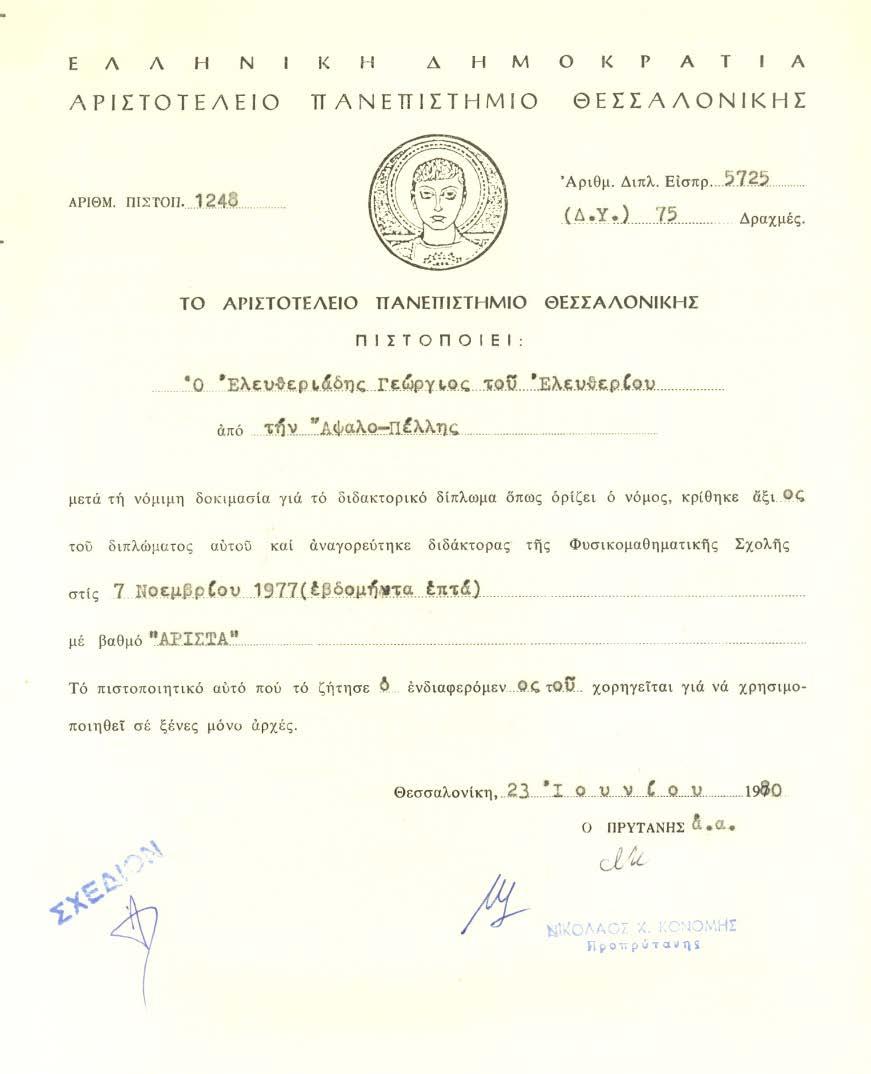 ΕΛΛΗΝΙΚΗ ΔΗΜΟΚΡΑΤΙΑ
ΑΡΙΣΤΟΤΕΛΕΙΟ ΠΑΝΕΠΙΣΤΗΜΙΟ ΘΕΣΣΑΛΟΝΙΚΗΣ
ΑΡΙΘΜ. ΠΙΣΤΟΠ. 1248
Ἀριθμ. Διπλ. Εἰσπρ. 5725
(Δ.Υ.) 75 Δραχμές.
ΤΟ ΑΡΙΣΤΟΤΕΛΕΙΟ ΠΑΝΕΠΙΣΤΗΜΙΟ ΘΕΣΣΑΛΟΝΙΚΗΣ
ΠΙΣΤΟΠΟΙΕΙ:
Ὁ Ἐλευθεριάδης Γεώργιος τοῦ Ἐλευθερίου
ἀπό τήν Ἄψαλο-Πέλλης
μετά τή νόμιμη δοκιμασία γιά τό διδακτορικό δίπλωμα ὅπως ὁρίζει ὁ νόμος, κρίθηκε ἄξιος
τοῦ διπλώματος αὐτοῦ καί ἀναγορεύτηκε διδάκτορας τῆς Φυσικομαθηματικῆς Σχολῆς
στίς 7 Νοεμβρίου 1977(ἑβδομήντα ἑπτά)
μέ βαθμό "ΑΡΙΣΤΑ"
Τό πιστοποιητικό αὐτό πού τό ζήτησε ὁ ἐνδιαφερόμενος τοῦ χορηγεῖται γιά νά χρησιμο-
ποιηθεῖ σέ ξένες μόνο ἀρχές.
Θεσσαλονίκη, 23 Ἰουνίου 1980
Ο ΠΡΥΤΑΝΗΣ ἀ.α.
ΣΧΕΔΙΟΝ
ΝΙΚΟΛΑΟΣ Χ. ΚΟΝΟΜΗΣ
Προπρύτανης